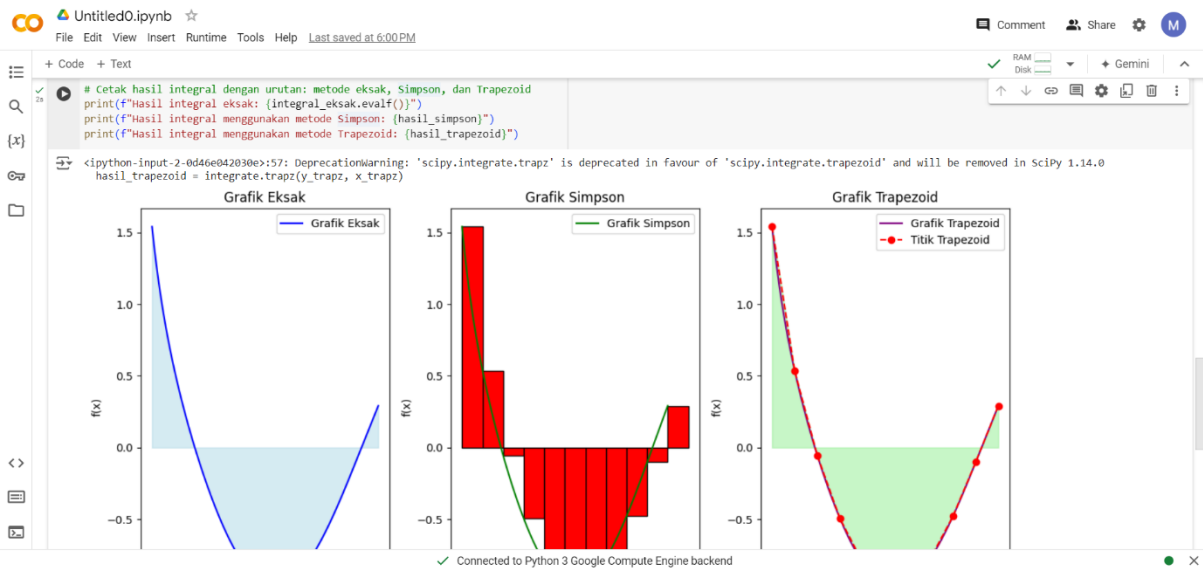 Untitled0.ipynb
File Edit View Insert Runtime Tools Help Last saved at 6:00 PM
Comment Share M
+ Code + Text
RAM
Disk
Gemini
2s
# Cetak hasil integral dengan urutan: metode eksak, Simpson, dan Trapezoid
print(f"Hasil integral eksak: {integral_eksak.evalf()}")
print(f"Hasil integral menggunakan metode Simpson: {hasil_simpson}")
print(f"Hasil integral menggunakan metode Trapezoid: {hasil_trapezoid}")
{x}
<ipython-input-2-0d46e042030e>:57: DeprecationWarning: 'scipy.integrate.trapz' is deprecated in favour of 'scipy.integrate.trapezoid' and will be removed in SciPy 1.14.0
hasil_trapezoid = integrate.trapz(y_trapz, x_trapz)
Grafik Eksak
Grafik Eksak
1.5
1.0
0.5
0.0
−0.5
f(x)
Grafik Simpson
Grafik Simpson
1.5
1.0
0.5
0.0
−0.5
f(x)
Grafik Trapezoid
Grafik Trapezoid
Titik Trapezoid
1.5
1.0
0.5
0.0
−0.5
f(x)
Connected to Python 3 Google Compute Engine backend